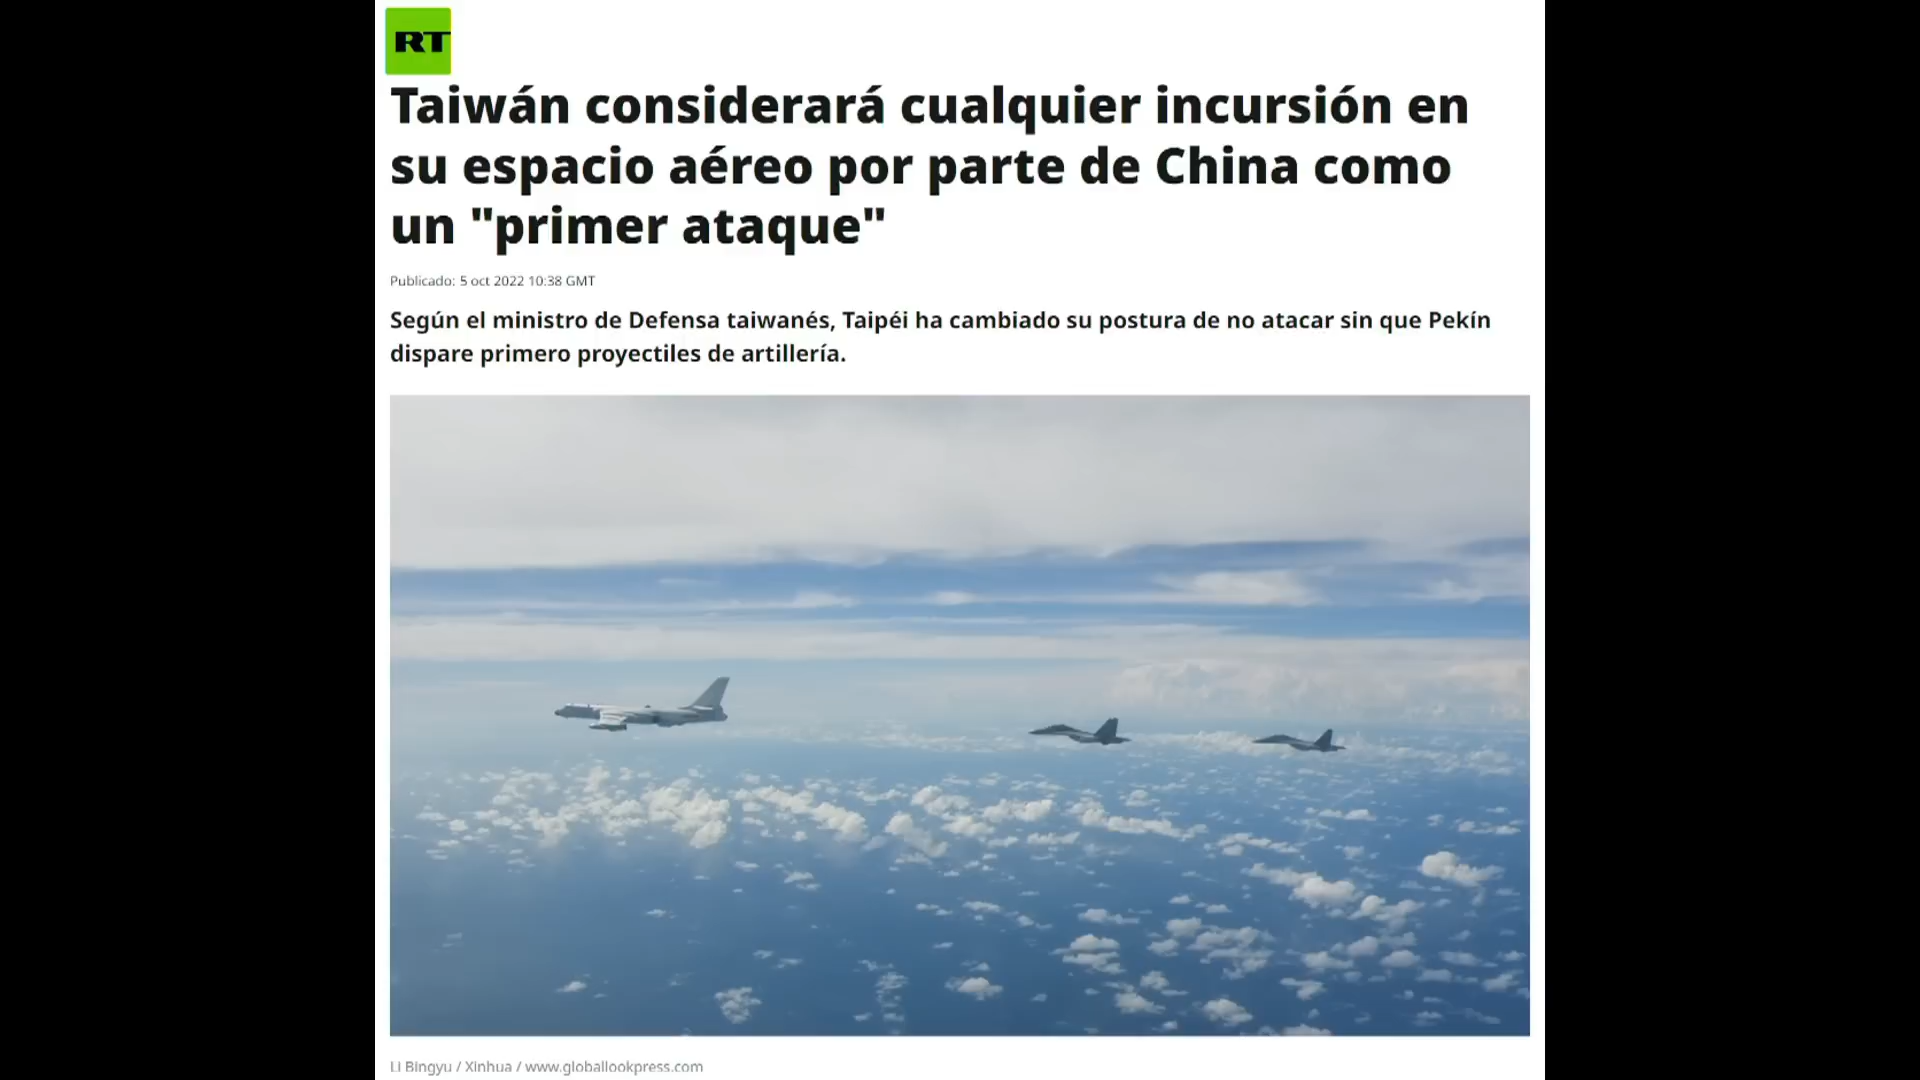 RT
Taiwán considerará cualquier incursión en
su espacio aéreo por parte de China como
un "primer ataque"
Publicado: 5 oct 2022 10:38 GMT
Según el ministro de Defensa taiwanés, Taipéi ha cambiado su postura de no atacar sin que Pekín
dispare primero proyectiles de artillería.
Li Bingyu / Xinhua / www.globallookpress.com